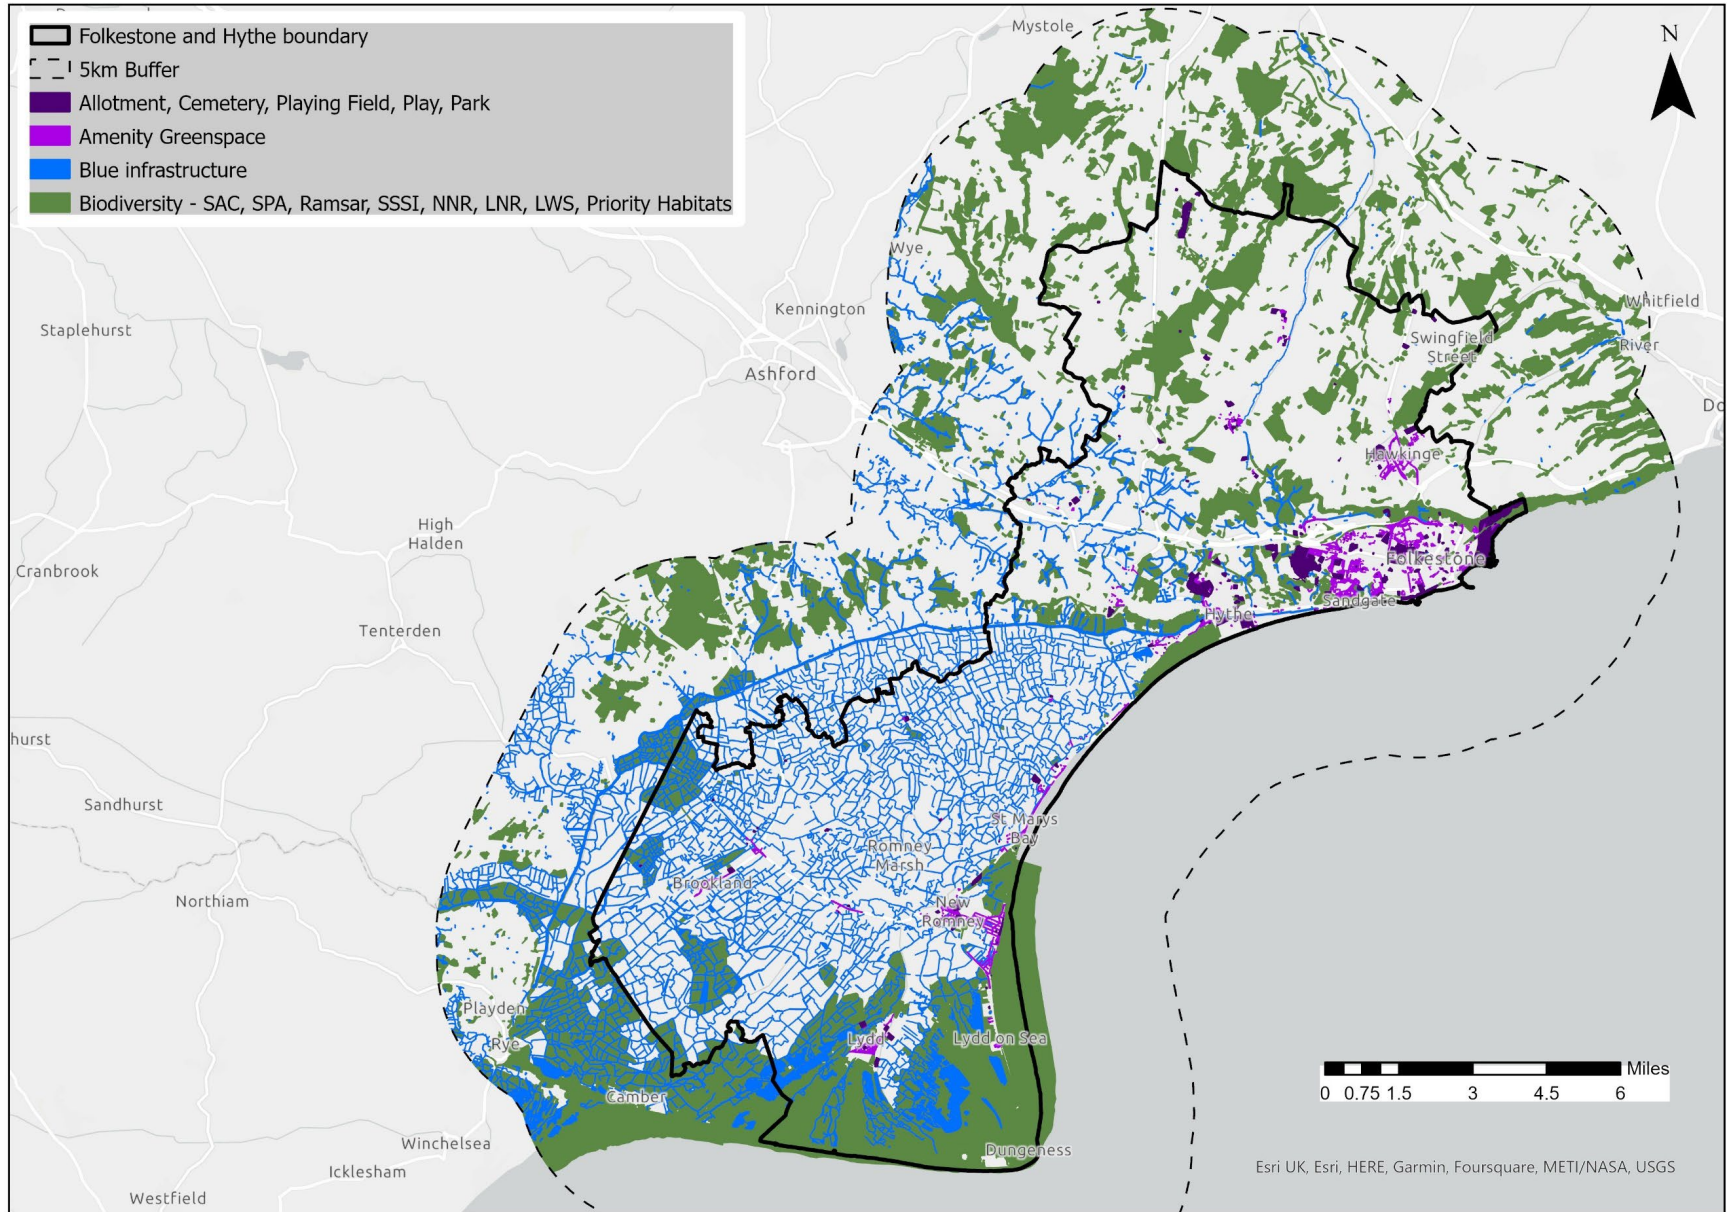 Folkestone and Hythe boundary
5km Buffer
Allotment, Cemetery, Playing Field, Play, Park
Amenity Greenspace
Blue infrastructure
Biodiversity - SAC, SPA, Ramsar, SSSI, NNR, LNR, LWS, Priority Habitats
Mystole
N
Wye
Kennington
Whitfield
Staplehurst
Swingfield
Street
River
Ashford
Do
Hawkinge
High
Halden
Folkestone
Cranbrook
Sandgate
Hythe
Tenterden
hurst
Sandhurst
St Marys
Bay
Romney
Marsh
Brookland
Northiam
New
Romney
Playden
Rye
Lydd
Lydd on Sea
Camber
Miles
0 0.75 1.5 3 4.5 6
Winchelsea
Dungeness
Icklesham
Esri UK, Esri, HERE, Garmin, Foursquare, METI/NASA, USGS
Westfield